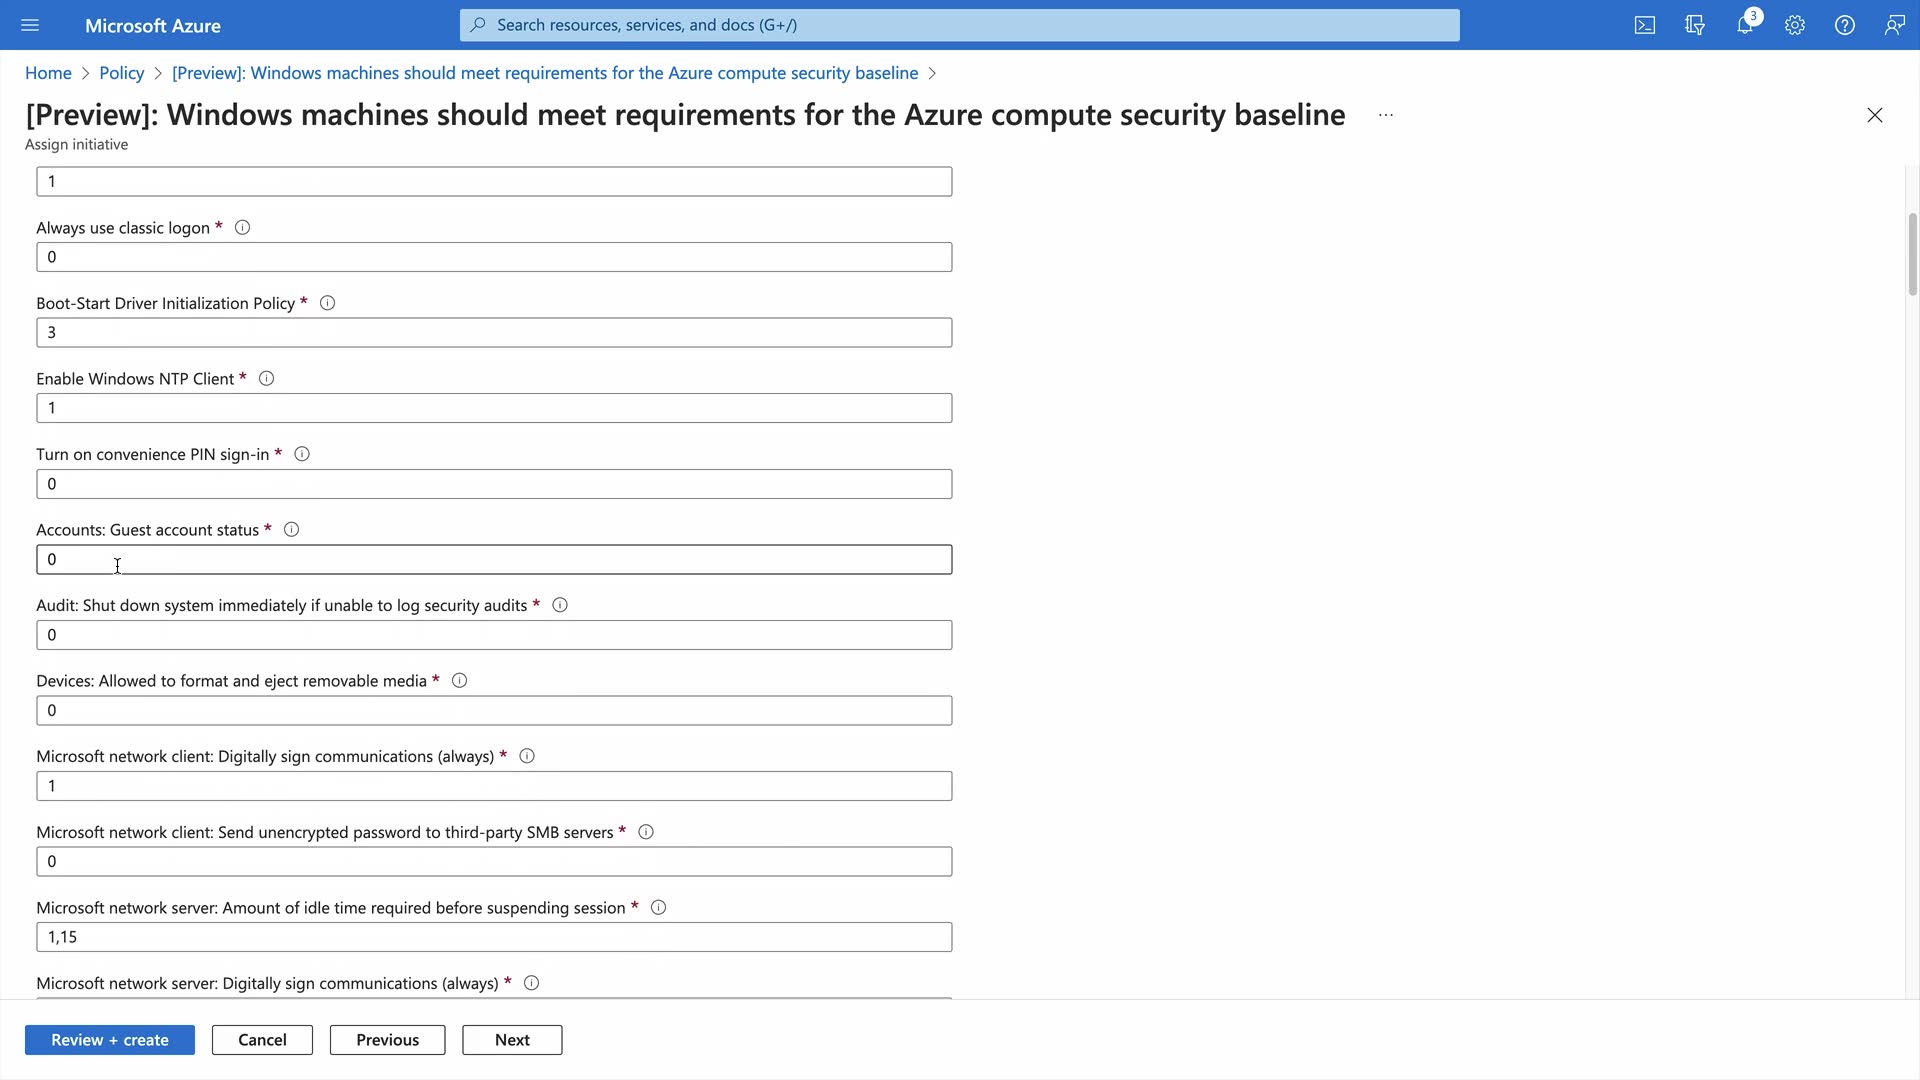 Microsoft Azure
Search resources, services, and docs (G+/)
3
Home > Policy > [Preview]: Windows machines should meet requirements for the Azure compute security baseline >
[Preview]: Windows machines should meet requirements for the Azure compute security baseline ...
Assign initiative
1
Always use classic logon *
0
Boot-Start Driver Initialization Policy *
3
Enable Windows NTP Client *
1
Turn on convenience PIN sign-in *
0
Accounts: Guest account status *
0
Audit: Shut down system immediately if unable to log security audits *
0
Devices: Allowed to format and eject removable media *
0
Microsoft network client: Digitally sign communications (always) *
1
Microsoft network client: Send unencrypted password to third-party SMB servers *
0
Microsoft network server: Amount of idle time required before suspending session *
1,15
Microsoft network server: Digitally sign communications (always) *
Review + create Cancel Previous Next